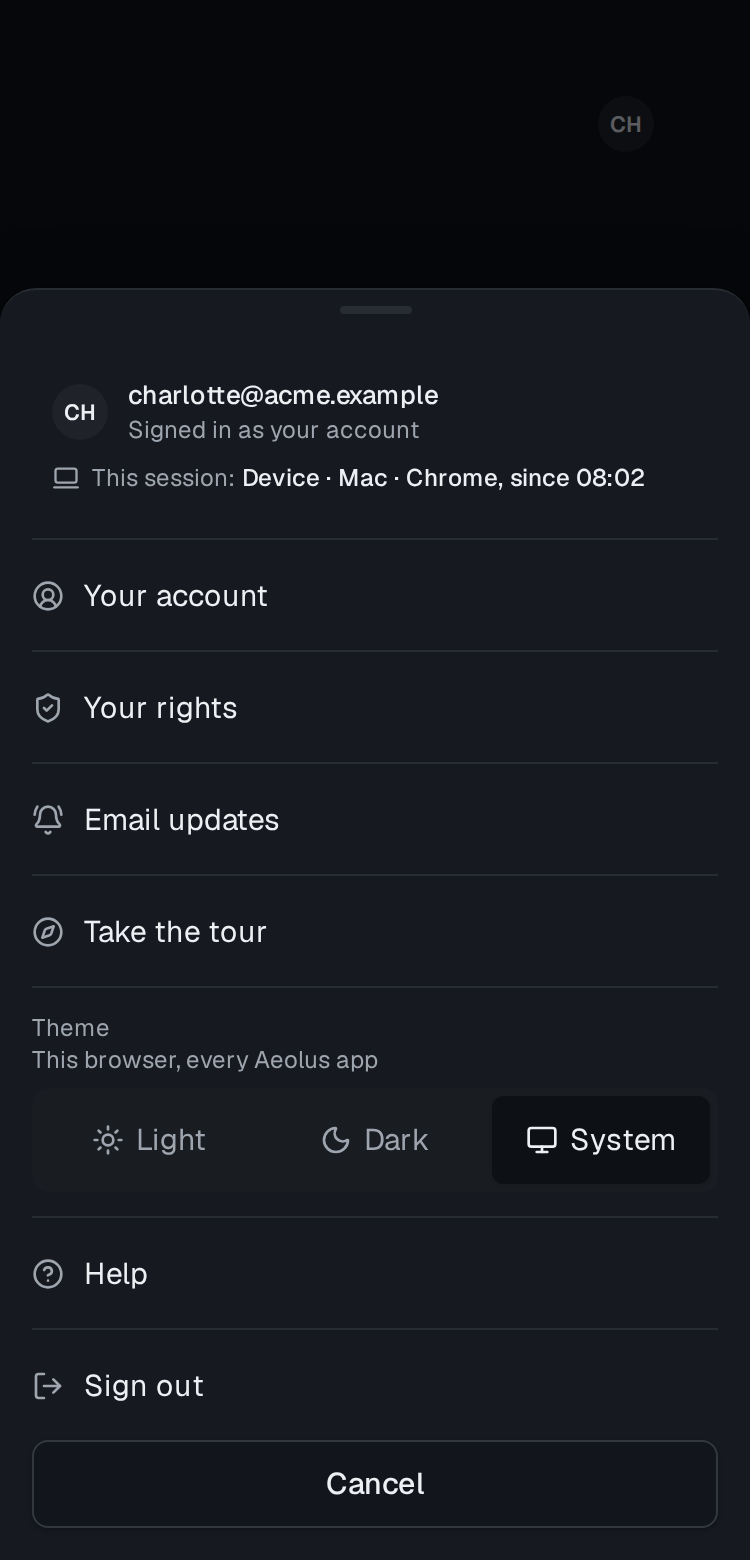 CH
CH
charlotte@acme.example
Signed in as your account
This session: Device · Mac · Chrome, since 08:02
Your account
Your rights
Email updates
Take the tour
Theme
This browser, every Aeolus app
Light Dark System
Help
Sign out
Cancel